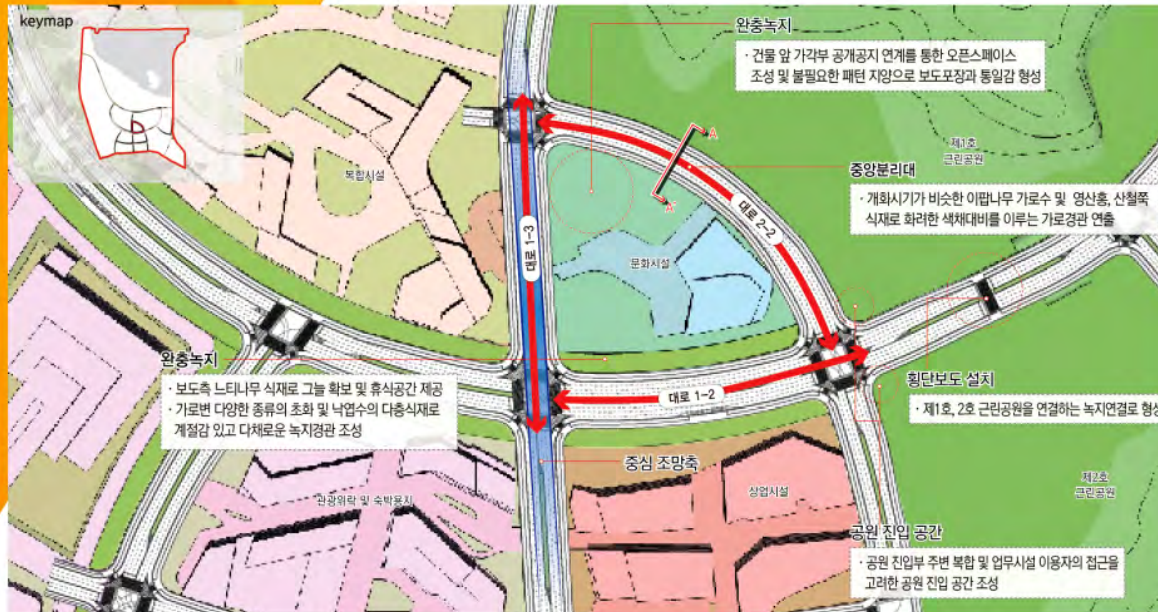 keymap
완충녹지
· 건물 앞 가각부 공개공지 연계를 통한 오픈스페이스
조성 및 불필요한 패턴 지양으로 보도포장과 통일감 형성
A
A'
제1호
근린공원
중앙분리대
· 개화시기가 비슷한 이팝나무 가로수 및 영산홍, 산철쭉
식재로 화려한 색채대비를 이루는 가로경관 연출
복합시설
대로 1-3
대로 2-2
문화시설
완충녹지
· 보도측 느티나무 식재로 그늘 확보 및 휴식공간 제공
· 가로변 다양한 종류의 초화 및 낙엽수의 다층식재로
계절감 있고 다채로운 녹지경관 조성
대로 1-2
횡단보도 설치
· 제1호, 2호 근린공원을 연결하는 녹지연결로 형성
중심 조망축
관광위락 및 숙박용지
상업시설
제2호
근린공원
공원 진입 공간
· 공원 진입부 주변 복합 및 업무시설 이용자의 접근을
고려한 공원 진입 공간 조성